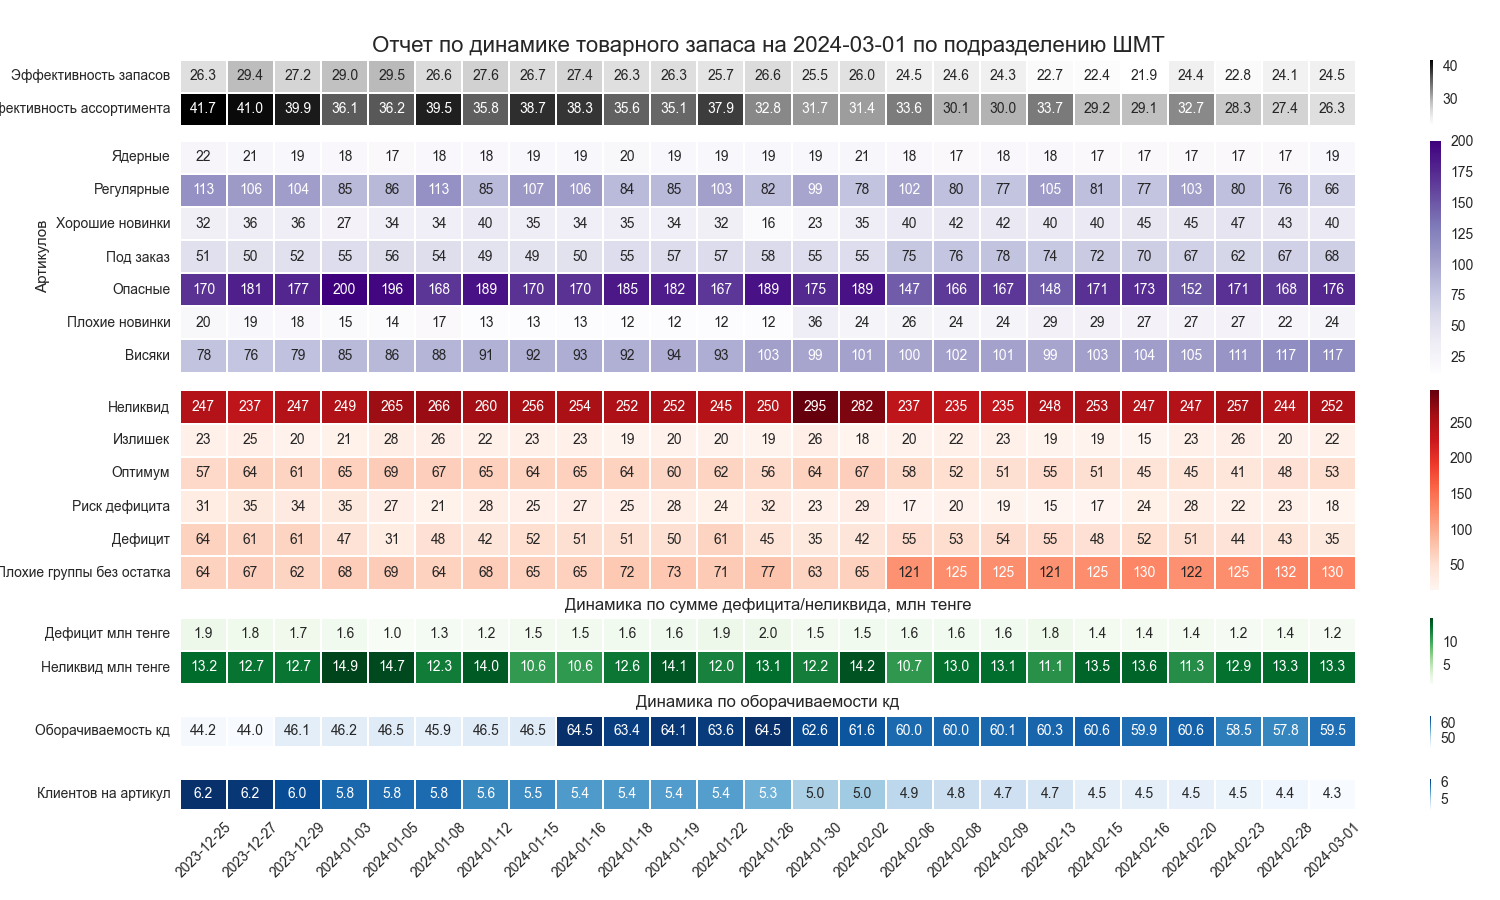 Отчет по динамике товарного запаса на 2024-03-01 по подразделению ШМТ
Эффективность запасов 26.3 29.4 27.2 29.0 29.5 26.6 27.6 26.7 27.4 26.3 26.3 25.7 26.6 25.5 26.0 24.5 24.6 24.3 22.7 22.4 21.9 24.4 22.8 24.1 24.5
фективность ассортимента 41.7 41.0 39.9 36.1 36.2 39.5 35.8 38.7 38.3 35.6 35.1 37.9 32.8 31.7 31.4 33.6 30.1 30.0 33.7 29.2 29.1 32.7 28.3 27.4 26.3
40
30
Артикулов
Ядерные 22 21 19 18 17 18 18 19 19 20 19 19 19 19 21 18 17 18 18 17 17 17 17 17 19
Регулярные 113 106 104 85 86 113 85 107 106 84 85 103 82 99 78 102 80 77 105 81 77 103 80 76 66
Хорошие новинки 32 36 36 27 34 34 40 35 34 35 34 32 16 23 35 40 42 42 40 40 45 45 47 43 40
Под заказ 51 50 52 55 56 54 49 49 50 55 57 57 58 55 55 75 76 78 74 72 70 67 62 67 68
Опасные 170 181 177 200 196 168 189 170 170 185 182 167 189 175 189 147 166 167 148 171 173 152 171 168 176
Плохие новинки 20 19 18 15 14 17 13 13 13 12 12 12 12 36 24 26 24 24 29 29 27 27 27 22 24
Висяки 78 76 79 85 86 88 91 92 93 92 94 93 103 99 101 100 102 101 99 103 104 105 111 117 117
200
175
150
125
100
75
50
25
Неликвид 247 237 247 249 265 266 260 256 254 252 252 245 250 295 282 237 235 235 248 253 247 247 257 244 252
Излишек 23 25 20 21 28 26 22 23 23 19 20 20 19 26 18 20 22 23 19 19 15 23 26 20 22
Оптимум 57 64 61 65 69 67 65 64 65 64 60 62 56 64 67 58 52 51 55 51 45 45 41 48 53
Риск дефицита 31 35 34 35 27 21 28 25 27 25 28 24 32 23 29 17 20 19 15 17 24 28 22 23 18
Дефицит 64 61 61 47 31 48 42 52 51 51 50 61 45 35 42 55 53 54 55 48 52 51 44 43 35
Плохие группы без остатка 64 67 62 68 69 64 68 65 65 72 73 71 77 63 65 121 125 125 121 125 130 122 125 132 130
250
200
150
100
50
Динамика по сумме дефицита/неликвида, млн тенге
Дефицит млн тенге 1.9 1.8 1.7 1.6 1.0 1.3 1.2 1.5 1.5 1.6 1.6 1.9 2.0 1.5 1.5 1.6 1.6 1.6 1.8 1.4 1.4 1.4 1.2 1.4 1.2
Неликвид млн тенге 13.2 12.7 12.7 14.9 14.7 12.3 14.0 10.6 10.6 12.6 14.1 12.0 13.1 12.2 14.2 10.7 13.0 13.1 11.1 13.5 13.6 11.3 12.9 13.3 13.3
10
5
Динамика по оборачиваемости кд
Оборачиваемость кд 44.2 44.0 46.1 46.2 46.5 45.9 46.5 46.5 64.5 63.4 64.1 63.6 64.5 62.6 61.6 60.0 60.0 60.1 60.3 60.6 59.9 60.6 58.5 57.8 59.5
60
50
Клиентов на артикул 6.2 6.2 6.0 5.8 5.8 5.8 5.6 5.5 5.4 5.4 5.4 5.4 5.3 5.0 5.0 4.9 4.8 4.7 4.7 4.5 4.5 4.5 4.5 4.4 4.3
6
5
2023-12-25 2023-12-27 2023-12-29 2024-01-03 2024-01-05 2024-01-08 2024-01-12 2024-01-15 2024-01-16 2024-01-18 2024-01-19 2024-01-22 2024-01-26 2024-01-30 2024-02-02 2024-02-06 2024-02-08 2024-02-09 2024-02-13 2024-02-15 2024-02-16 2024-02-20 2024-02-23 2024-02-28 2024-03-01